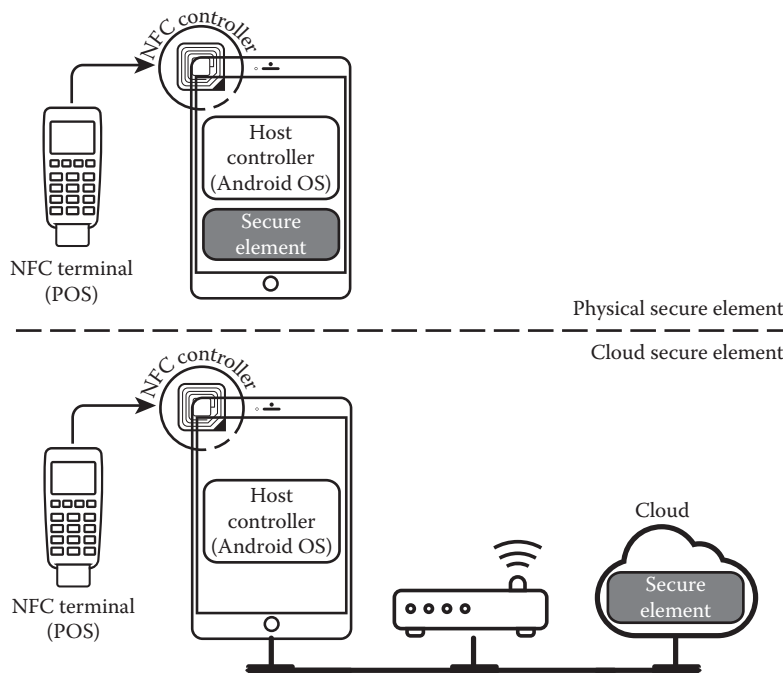 NFC controller
Host
controller
(Android OS)
Secure
element
NFC terminal
(POS)
Physical secure element
Cloud secure element
NFC controller
Host
controller
(Android OS)
Cloud
Secure
element
NFC terminal
(POS)